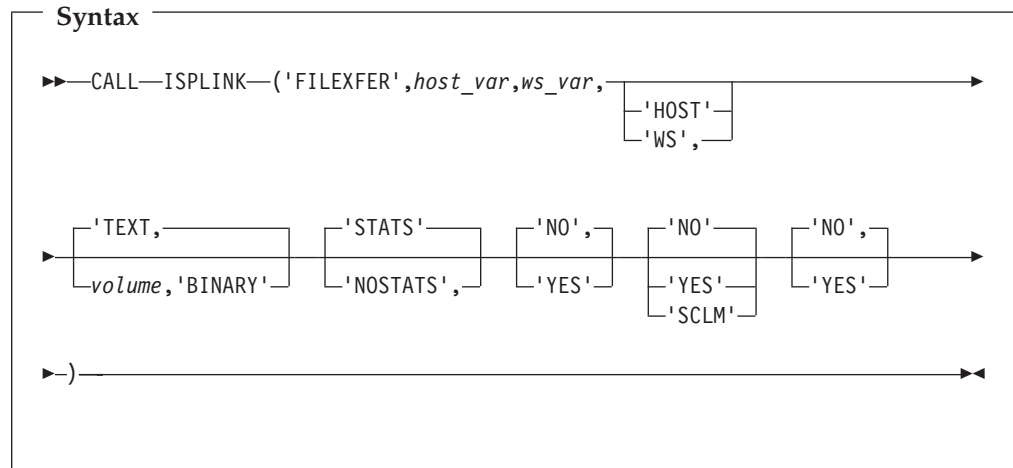 Syntax
CALL ISPLINK ('FILEXFER',host_var,ws_var,
'HOST'
'WS',
'TEXT,
volume,'BINARY'
'STATS'
'NOSTATS',
'NO',
'YES'
'NO'
'YES'
'SCLM'
'NO',
'YES'
)